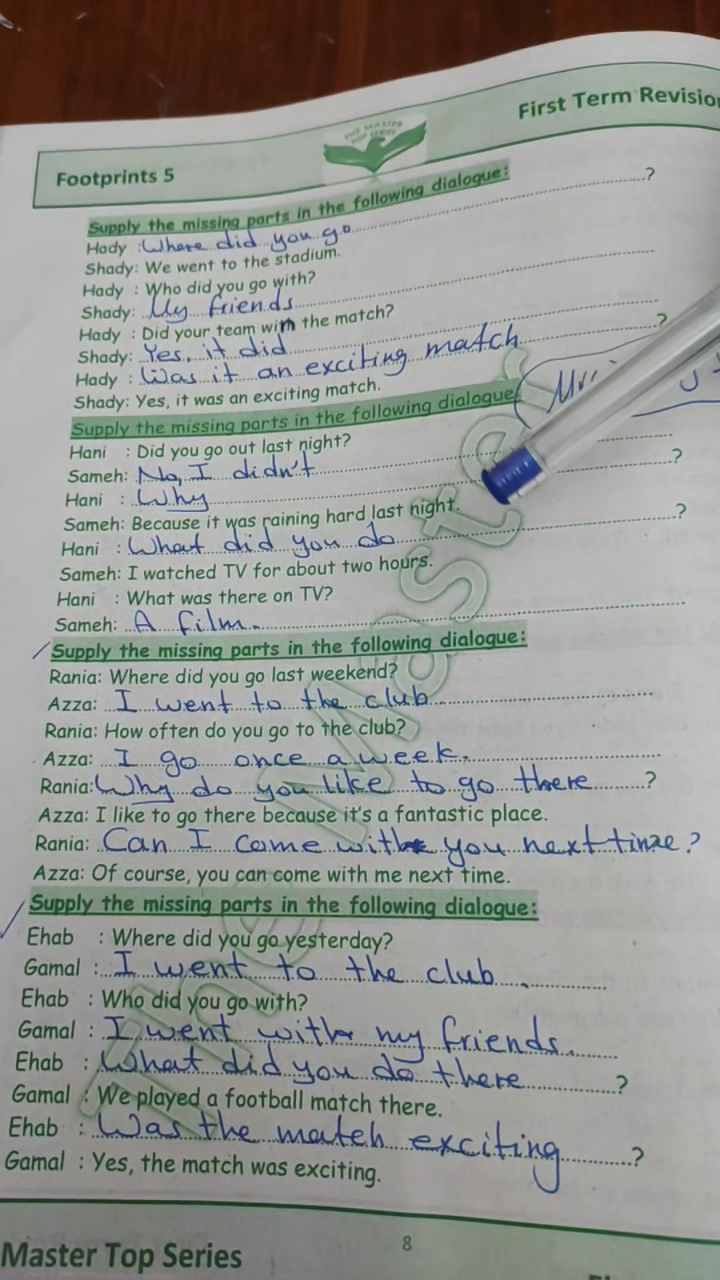 First Term Revisio
Footprints 5
THE MASTER
TOP SERIES
Supply the missing parts in the following dialogue:
Hady : Where did you go ?
Shady: We went to the stadium.
Hady : Who did you go with?
Shady: My friends
Hady : Did your team win the match?
Shady: Yes, it did
Hady : Was it an exciting match ?
Shady: Yes, it was an exciting match.
Supply the missing parts in the following dialogue
Hani : Did you go out last night?
Sameh: No, I didn't
Hani : Why ?
Sameh: Because it was raining hard last night.
Hani : What did you do ?
Sameh: I watched TV for about two hours.
Hani : What was there on TV?
Sameh: A film.
Supply the missing parts in the following dialogue:
Rania: Where did you go last weekend?
Azza: I went to the club
Rania: How often do you go to the club?
Azza: I go once a week.
Rania: Why do you like to go there ?
Azza: I like to go there because it's a fantastic place.
Rania: Can I come with you next time?
Azza: Of course, you can come with me next time.
Supply the missing parts in the following dialogue:
Ehab : Where did you go yesterday?
Gamal : I went to the club.
Ehab : Who did you go with?
Gamal : I went with my friends.
Ehab : What did you do there ?
Gamal : We played a football match there.
Ehab : Was the match exciting ?
Gamal : Yes, the match was exciting.
The Master
Master Top Series
8